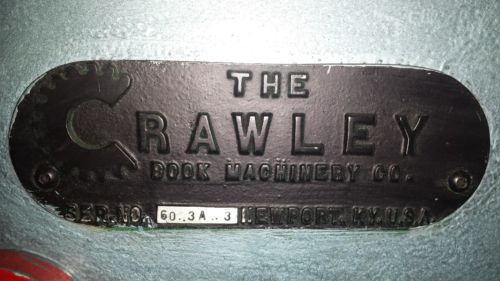 THE
CRAWLEY
BOOK MACHINERY CO.
SER. NO. 60..3A..3 NEWPORT, KY. U.S.A.